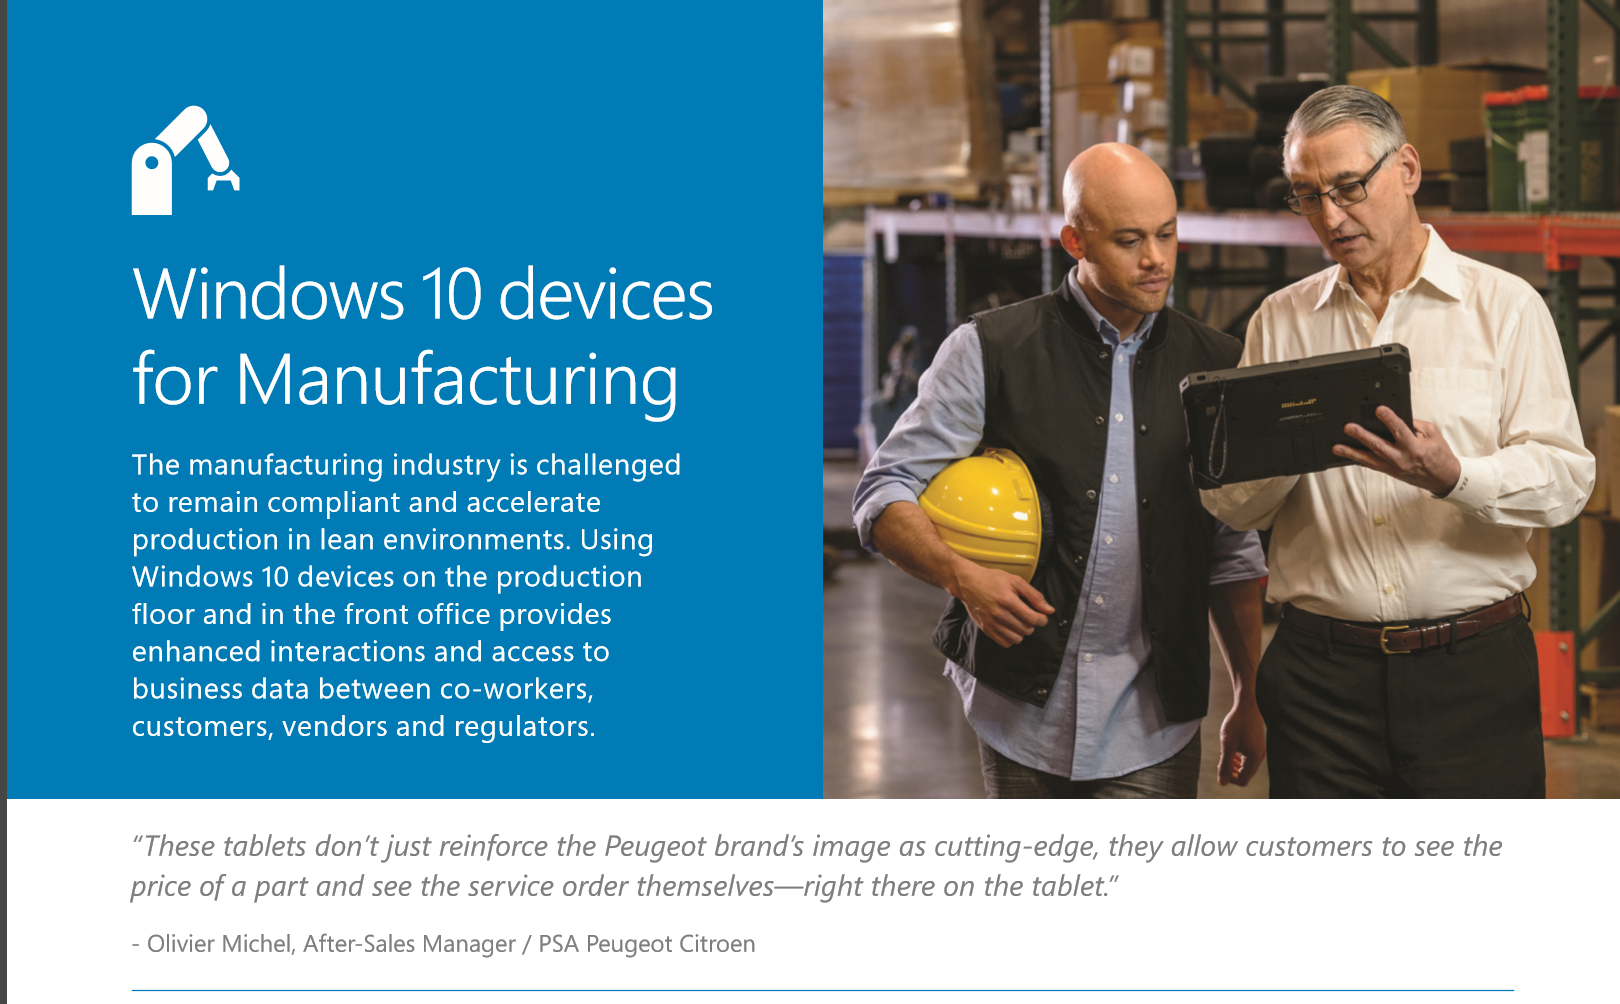 Windows 10 devices
for Manufacturing
The manufacturing industry is challenged
to remain compliant and accelerate
production in lean environments. Using
Windows 10 devices on the production
floor and in the front office provides
enhanced interactions and access to
business data between co-workers,
customers, vendors and regulators.
“These tablets don’t just reinforce the Peugeot brand’s image as cutting-edge, they allow customers to see the
price of a part and see the service order themselves—right there on the tablet.”
- Olivier Michel, After-Sales Manager / PSA Peugeot Citroen